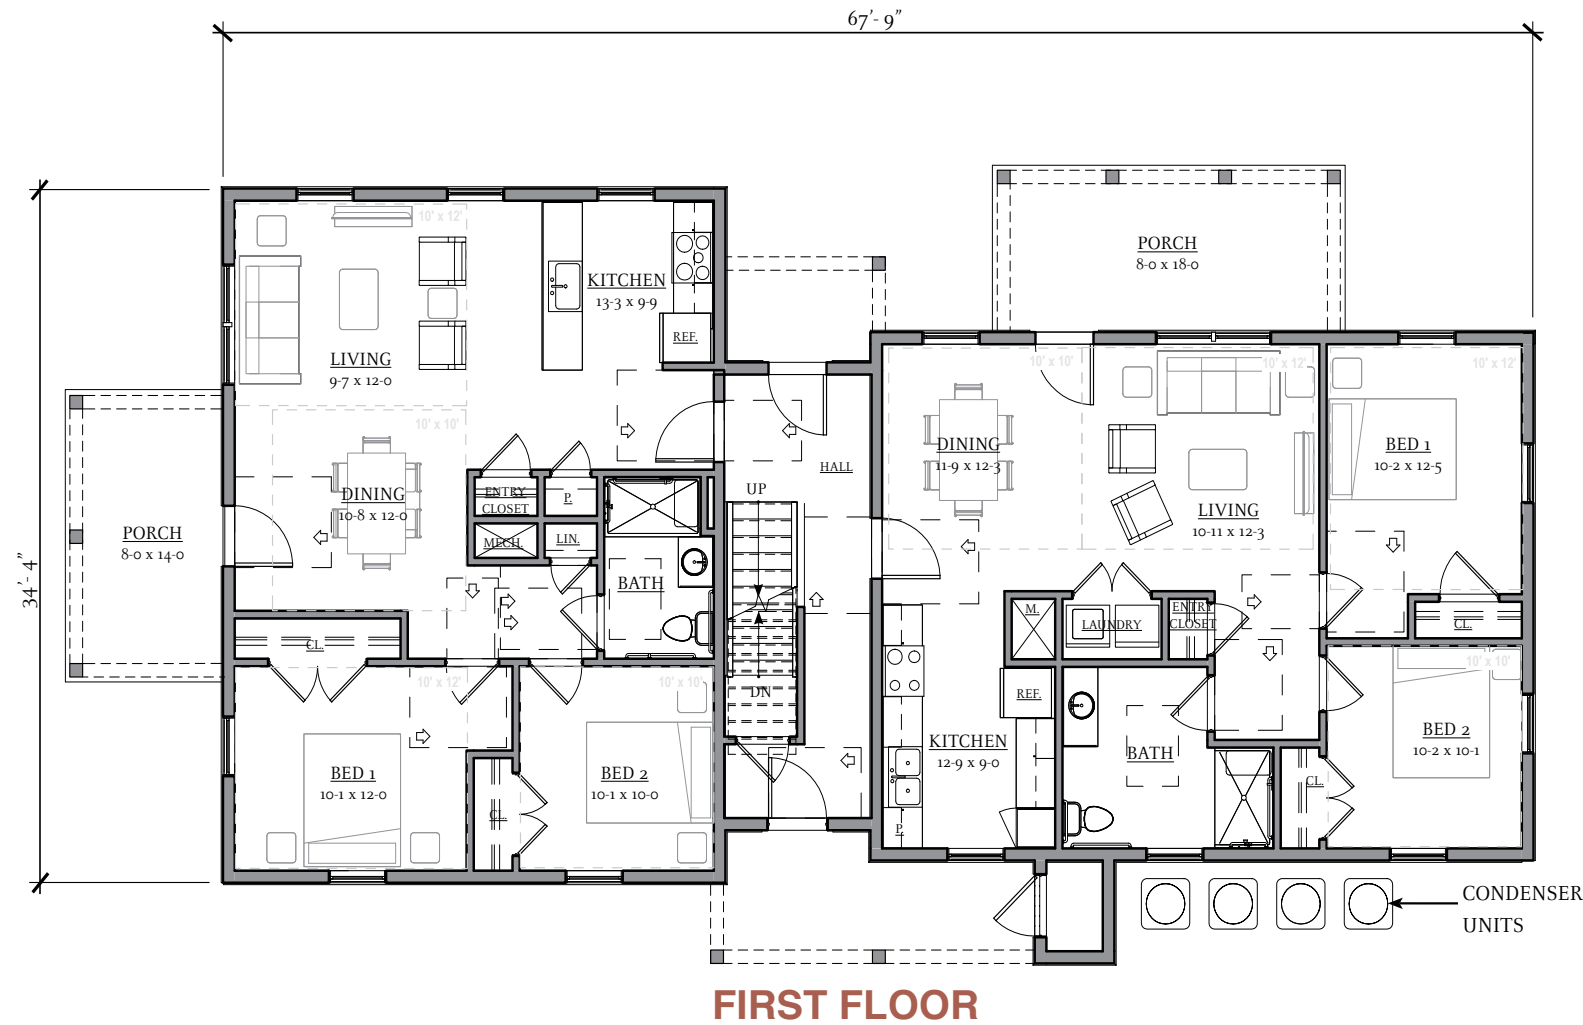 67'- 9"
34'- 4"
10' x 12'
KITCHEN
13-3 x 9-9
REF.
LIVING
9-7 x 12-0
10' x 10'
DINING
10-8 x 12-0
PORCH
8-0 x 14-0
ENTRY
CLOSET
P.
MECH.
LIN.
BATH
CL.
10' x 12'
BED 1
10-1 x 12-0
CL.
10' x 10'
BED 2
10-1 x 10-0
UP
DN
HALL
PORCH
8-0 x 18-0
10' x 10'
DINING
11-9 x 12-3
10' x 12'
LIVING
10-11 x 12-3
10' x 12'
BED 1
10-2 x 12-5
CL.
M.
LAUNDRY
ENTRY
CLOSET
REF.
KITCHEN
12-9 x 9-0
P.
BATH
CL.
10' x 10'
BED 2
10-2 x 10-1
CONDENSER
UNITS
FIRST FLOOR